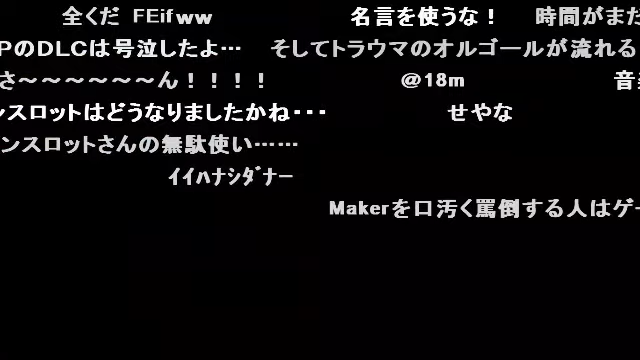 全くだ FEifww 名言を使うな！ 時間がまだ
PのDLCは号泣したよ… そしてトラウマのオルゴールが流れる
さ～～～～～～ん！！！！ @18m 音楽
ンスロットはどうなりましたかね・・・ せやな
ンスロットさんの無駄使い……
ｲｲﾊﾅｼﾀﾞﾅｰ
Makerを口汚く罵倒する人はゲー